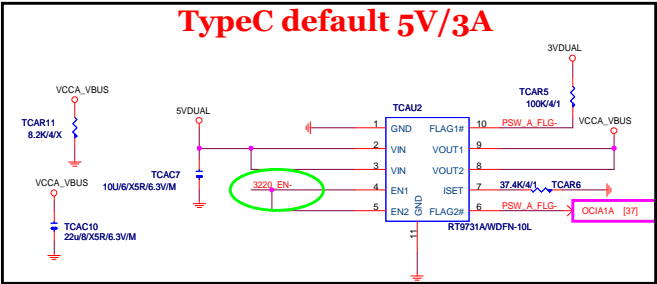 TypeC default 5V/3A
3VDUAL
VCCA_VBUS
TCAR11
8.2K/4/X
5VDUAL
TCAU2
TCAR5
100K/4/1
VCCA_VBUS
1 GND FLAG1# 10 PSW_A_FLG-
2 VIN VOUT1 9
3 VIN VOUT2 8
TCAC7
10U/6/X5R/6.3V/M
3220_EN- 4 EN1 ISET 7 37.4K/4/1 TCAR6
5 EN2 GND FLAG2# 6 PSW_A_FLG- OCIA1A [37]
11
RT9731A/WDFN-10L
VCCA_VBUS
TCAC10
22u/8/X5R/6.3V/M